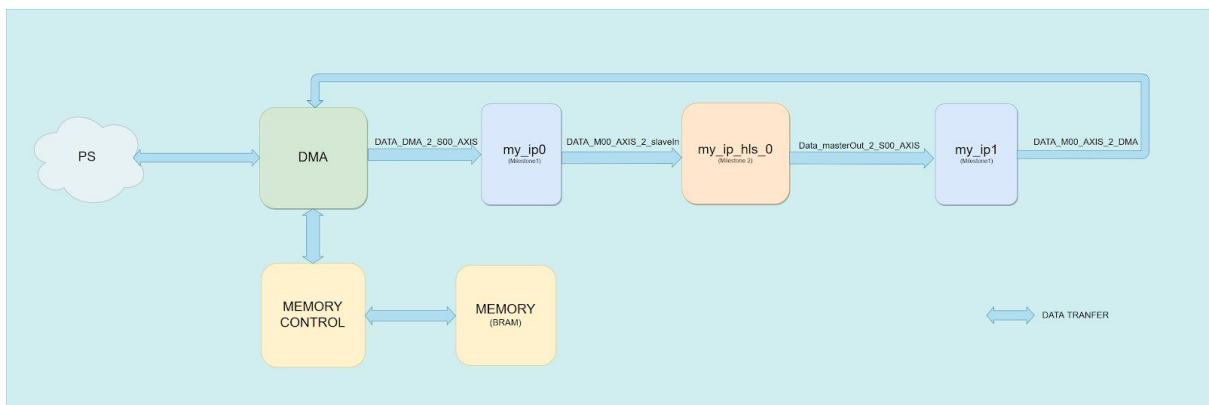 PS
DMA
DATA_DMA_2_S00_AXIS
my_ip0
(Milestone1)
DATA_M00_AXIS_2_slaveIn
my_ip_hls_0
(Milestone 2)
Data_masterOut_2_S00_AXIS
my_ip1
(Milestone1)
DATA_M00_AXIS_2_DMA
MEMORY
CONTROL
MEMORY
(BRAM)
DATA TRANFER